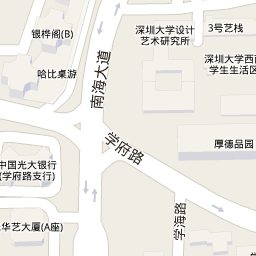 银桦阁(B)
哈比桌游
南海大道
深圳大学设计
艺术研究所
3号艺栈
深圳大学西南
学生生活区
厚德品园
学府路
学海路
中国光大银行
(学府路支行)
华艺大厦(A座)